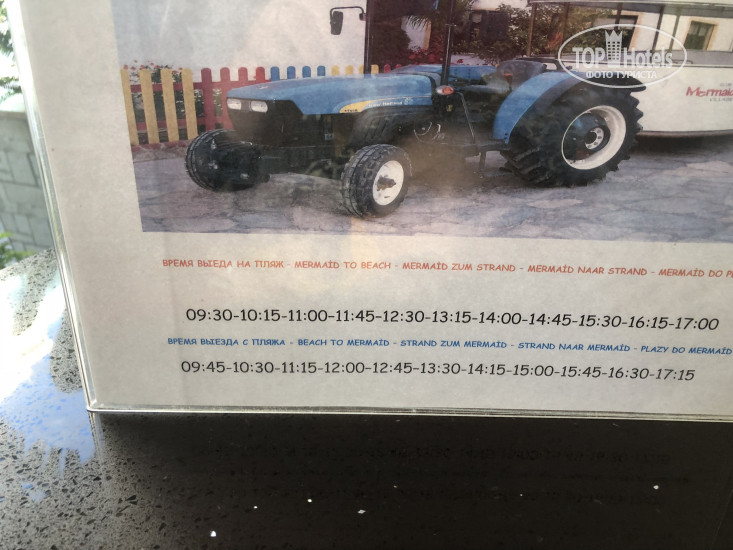 TOP Hotels
ФОТО ТУРИСТА
Mermaid
ВРЕМЯ ВЫЕДА НА ПЛЯЖ - MERMAİD TO BEACH - MERMAİD ZUM STRAND - MERMAİD NAAR STRAND - MERMAİD DO
09:30-10:15-11:00-11:45-12:30-13:15-14:00-14:45-15:30-16:15-17:00
ВРЕМЯ ВЫЕЗДА С ПЛЯЖА - BEACH TO MERMAİD - STRAND ZUM MERMAİD - STRAND NAAR MERMAİD - PLAZY DO MERMAİD
09:45-10:30-11:15-12:00-12:45-13:30-14:15-15:00-15:45-16:30-17:15